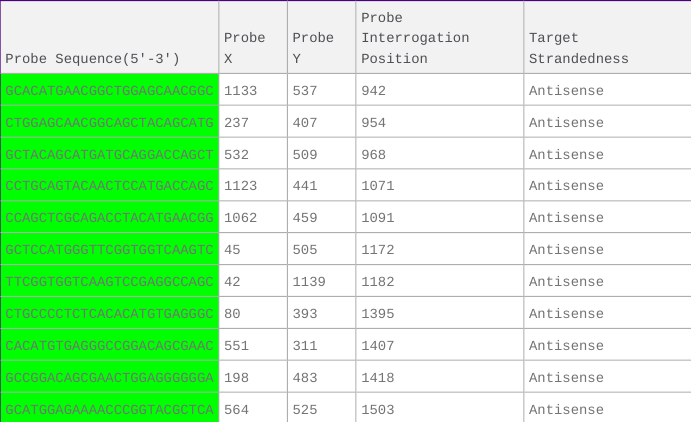 Probe Sequence(5'-3') Probe X Probe Y Probe Interrogation Position Target Strandedness
GCACATGAACGGCTGGAGCAACGGC 1133 537 942 Antisense
CTGGAGCAACGGCAGCTACAGCATG 237 407 954 Antisense
GCTACAGCATGATGCAGGACCAGCT 532 509 968 Antisense
CCTGCAGTACAACTCCATGACCAGC 1123 441 1071 Antisense
CCAGCTCGCAGACCTACATGAACGG 1062 459 1091 Antisense
GCTCCATGGGTTCGGTGGTCAAGTC 45 505 1172 Antisense
TTCGGTGGTCAAGTCCGAGGCCAGC 42 1139 1182 Antisense
CTGCCCCTCTCACACATGTGAGGGC 80 393 1395 Antisense
CACATGTGAGGGCCGGACAGCGAAC 551 311 1407 Antisense
GCCGGACAGCGAACTGGAGGGGGGA 198 483 1418 Antisense
GCATGGAGAAAACCCGGTACGCTCA 564 525 1503 Antisense